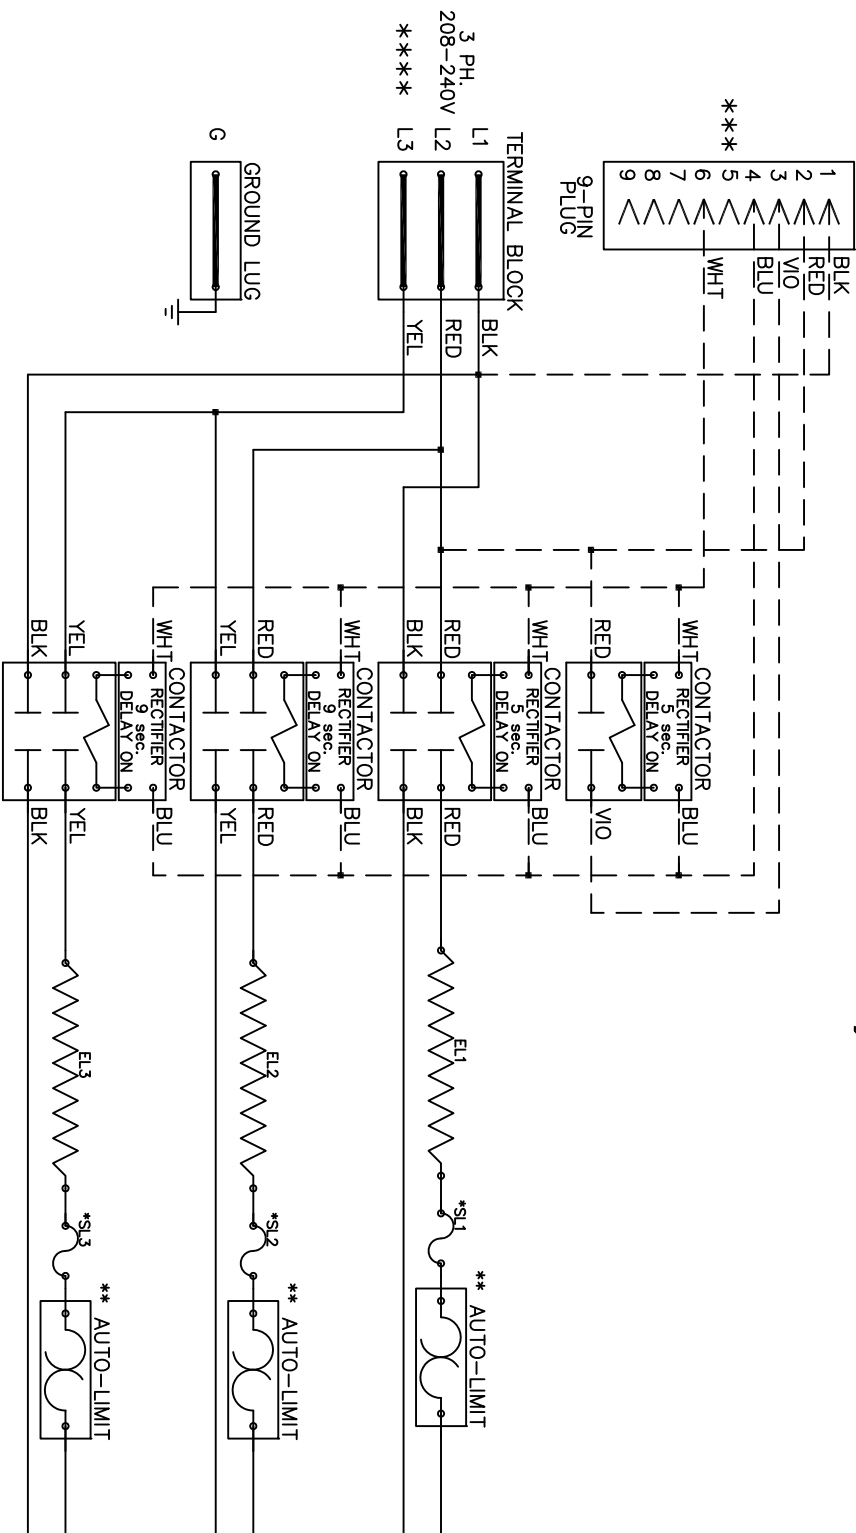 ***
1
2
3
4
5
6
7
8
9
9-PIN
PLUG
BLK
RED
VIO
BLU
WHT
3 PH.
208-240V
****
L1
L2
L3
TERMINAL BLOCK
BLK
RED
YEL
G
GROUND LUG
WHT
RECTIFIER
5 sec.
DELAY ON
BLU
RED
VIO
CONTACTOR
WHT
RECTIFIER
5 sec.
DELAY ON
BLU
RED
BLK
RED
BLK
EL1
*SL1
** AUTO-LIMIT
CONTACTOR
WHT
RECTIFIER
9 sec.
DELAY ON
BLU
RED
YEL
RED
YEL
EL2
*SL2
** AUTO-LIMIT
CONTACTOR
WHT
RECTIFIER
9 sec.
DELAY ON
BLU
YEL
BLK
YEL
BLK
EL3
*SL3
** AUTO-LIMIT